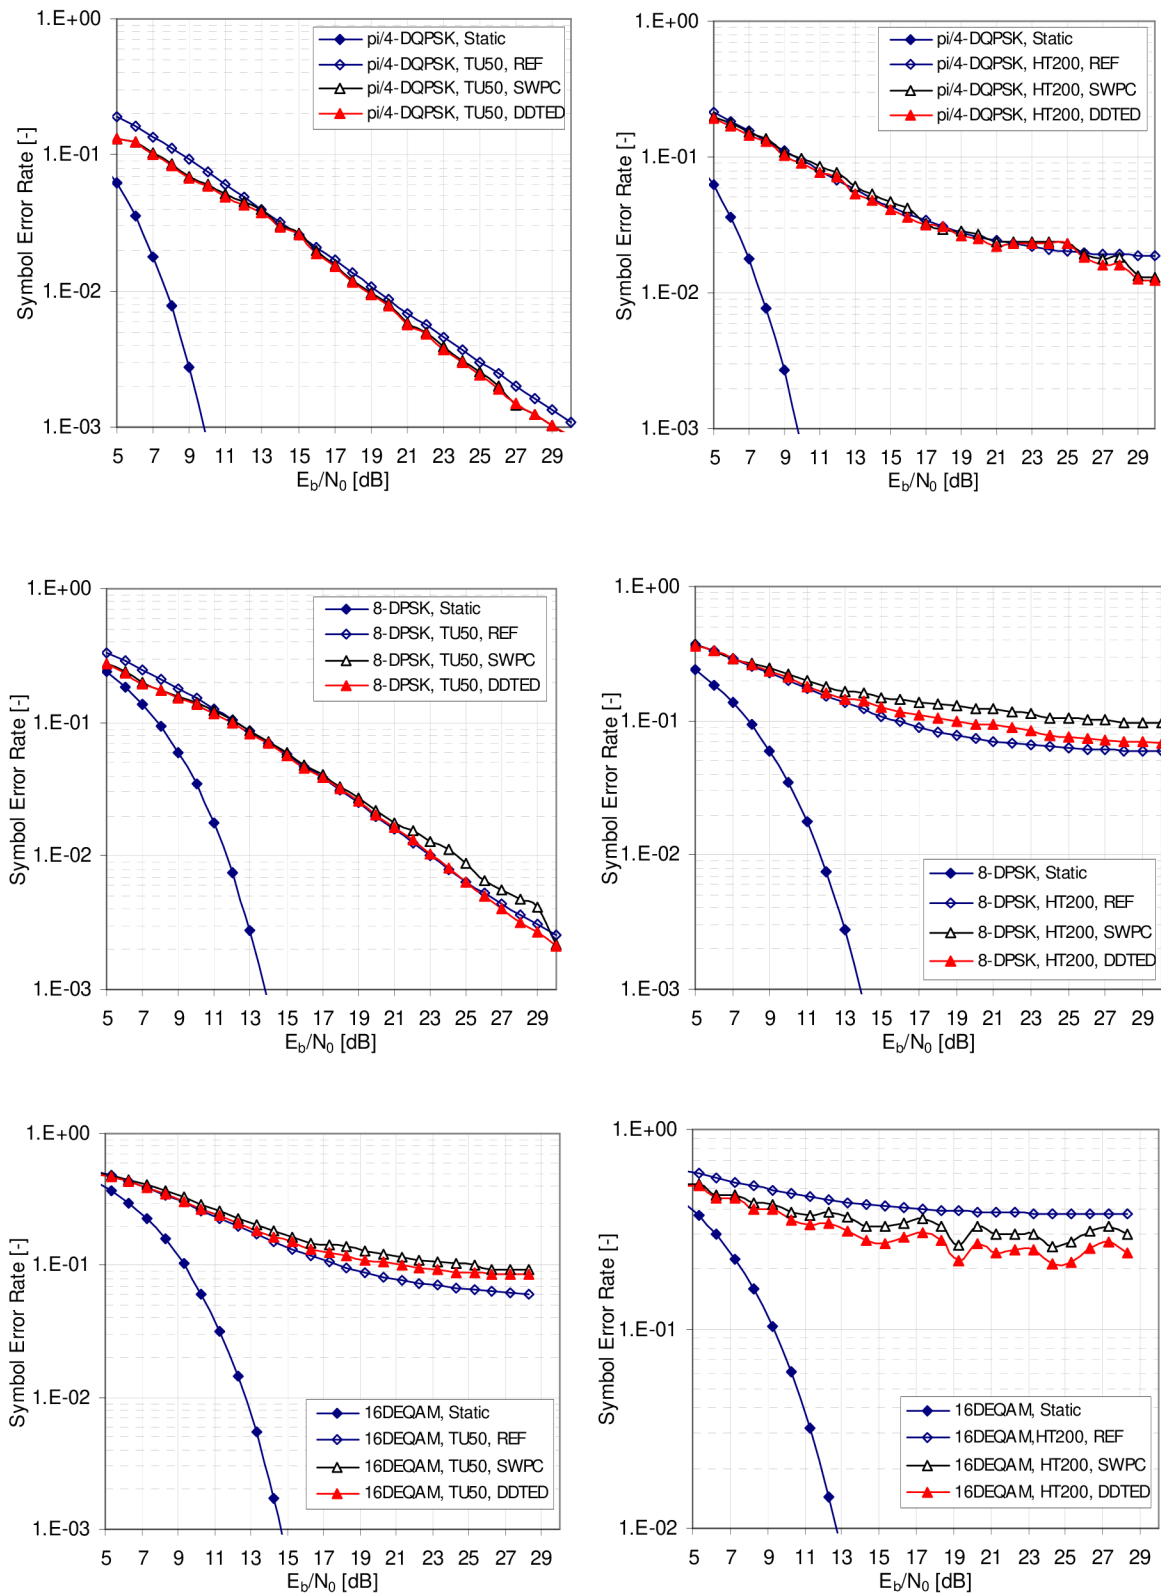 1.E+00
1.E-01
1.E-02
1.E-03
Symbol Error Rate [-]
pi/4-DQPSK, Static
pi/4-DQPSK, TU50, REF
pi/4-DQPSK, TU50, SWPC
pi/4-DQPSK, TU50, DDTED
5 7 9 11 13 15 17 19 21 23 25 27 29
E_b/N_0 [dB]
1.E+00
1.E-01
1.E-02
1.E-03
Symbol Error Rate [-]
pi/4-DQPSK, Static
pi/4-DQPSK, HT200, REF
pi/4-DQPSK, HT200, SWPC
pi/4-DQPSK, HT200, DDTED
5 7 9 11 13 15 17 19 21 23 25 27 29
E_b/N_0 [dB]
1.E+00
1.E-01
1.E-02
1.E-03
Symbol Error Rate [-]
8-DPSK, Static
8-DPSK, TU50, REF
8-DPSK, TU50, SWPC
8-DPSK, TU50, DDTED
5 7 9 11 13 15 17 19 21 23 25 27 29
E_b/N_0 [dB]
1.E+00
1.E-01
1.E-02
1.E-03
Symbol Error Rate [-]
8-DPSK, Static
8-DPSK, HT200, REF
8-DPSK, HT200, SWPC
8-DPSK, HT200, DDTED
5 7 9 11 13 15 17 19 21 23 25 27 29
E_b/N_0 [dB]
1.E+00
1.E-01
1.E-02
1.E-03
Symbol Error Rate [-]
16DEQAM, Static
16DEQAM, TU50, REF
16DEQAM, TU50, SWPC
16DEQAM, TU50, DDTED
5 7 9 11 13 15 17 19 21 23 25 27 29
E_b/N_0 [dB]
1.E+00
1.E-01
1.E-02
Symbol Error Rate [-]
16DEQAM, Static
16DEQAM,HT200, REF
16DEQAM, HT200, SWPC
16DEQAM, HT200, DDTED
5 7 9 11 13 15 17 19 21 23 25 27 29
E_b/N_0 [dB]